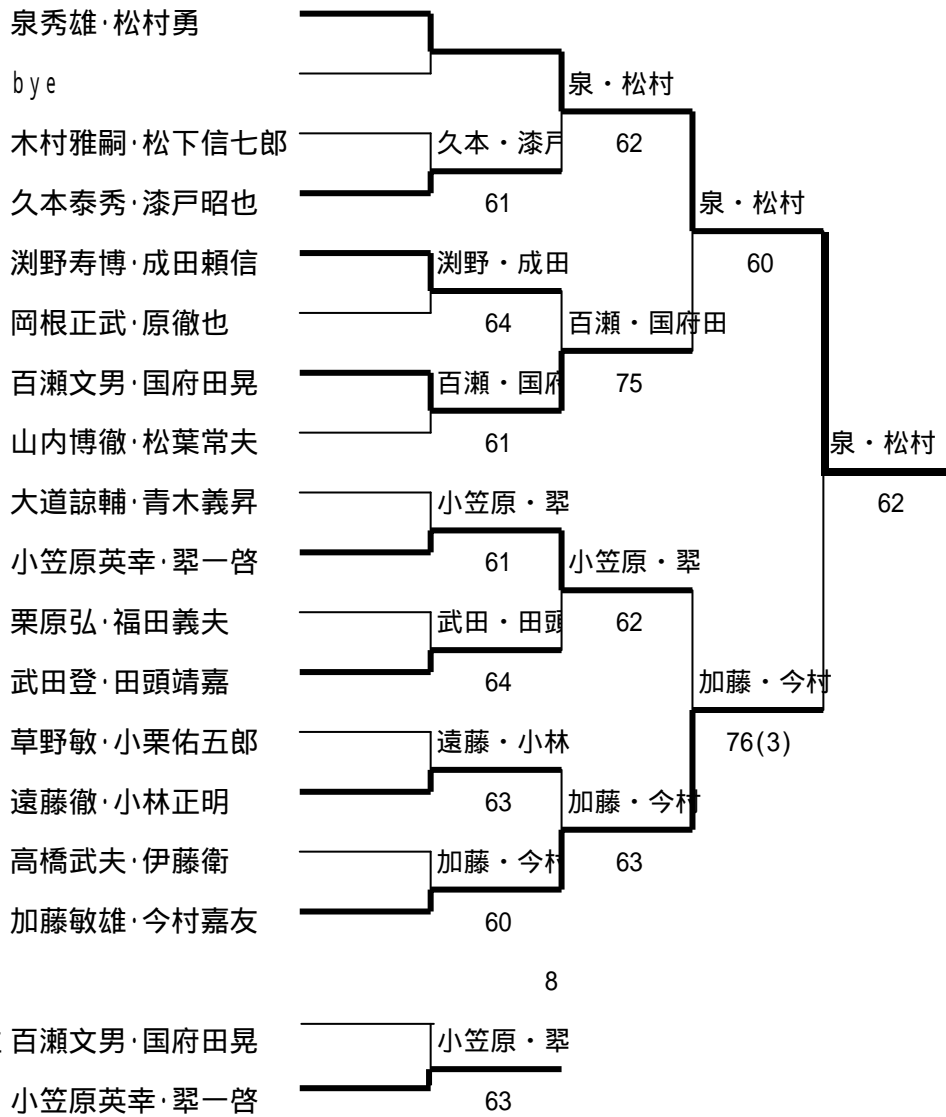 泉秀雄・松村勇
bye
泉・松村
木村雅嗣・松下信七郎
久本・漆戸
62
久本泰秀・漆戸昭也
61
泉・松村
渕野寿博・成田頼信
渕野・成田
60
岡根正武・原徹也
64
百瀬・国府田
百瀬文男・国府田晃
百瀬・国府
75
山内博徹・松葉常夫
61
泉・松村
大道諒輔・青木義昇
小笠原・翠
62
小笠原英幸・翠一啓
61
小笠原・翠
栗原弘・福田義夫
武田・田頭
62
武田登・田頭靖嘉
64
加藤・今村
草野敏・小栗佑五郎
遠藤・小林
76(3)
遠藤徹・小林正明
63
加藤・今村
高橋武夫・伊藤衛
加藤・今村
63
加藤敏雄・今村嘉友
60
8
百瀬文男・国府田晃
小笠原・翠
小笠原英幸・翠一啓
63